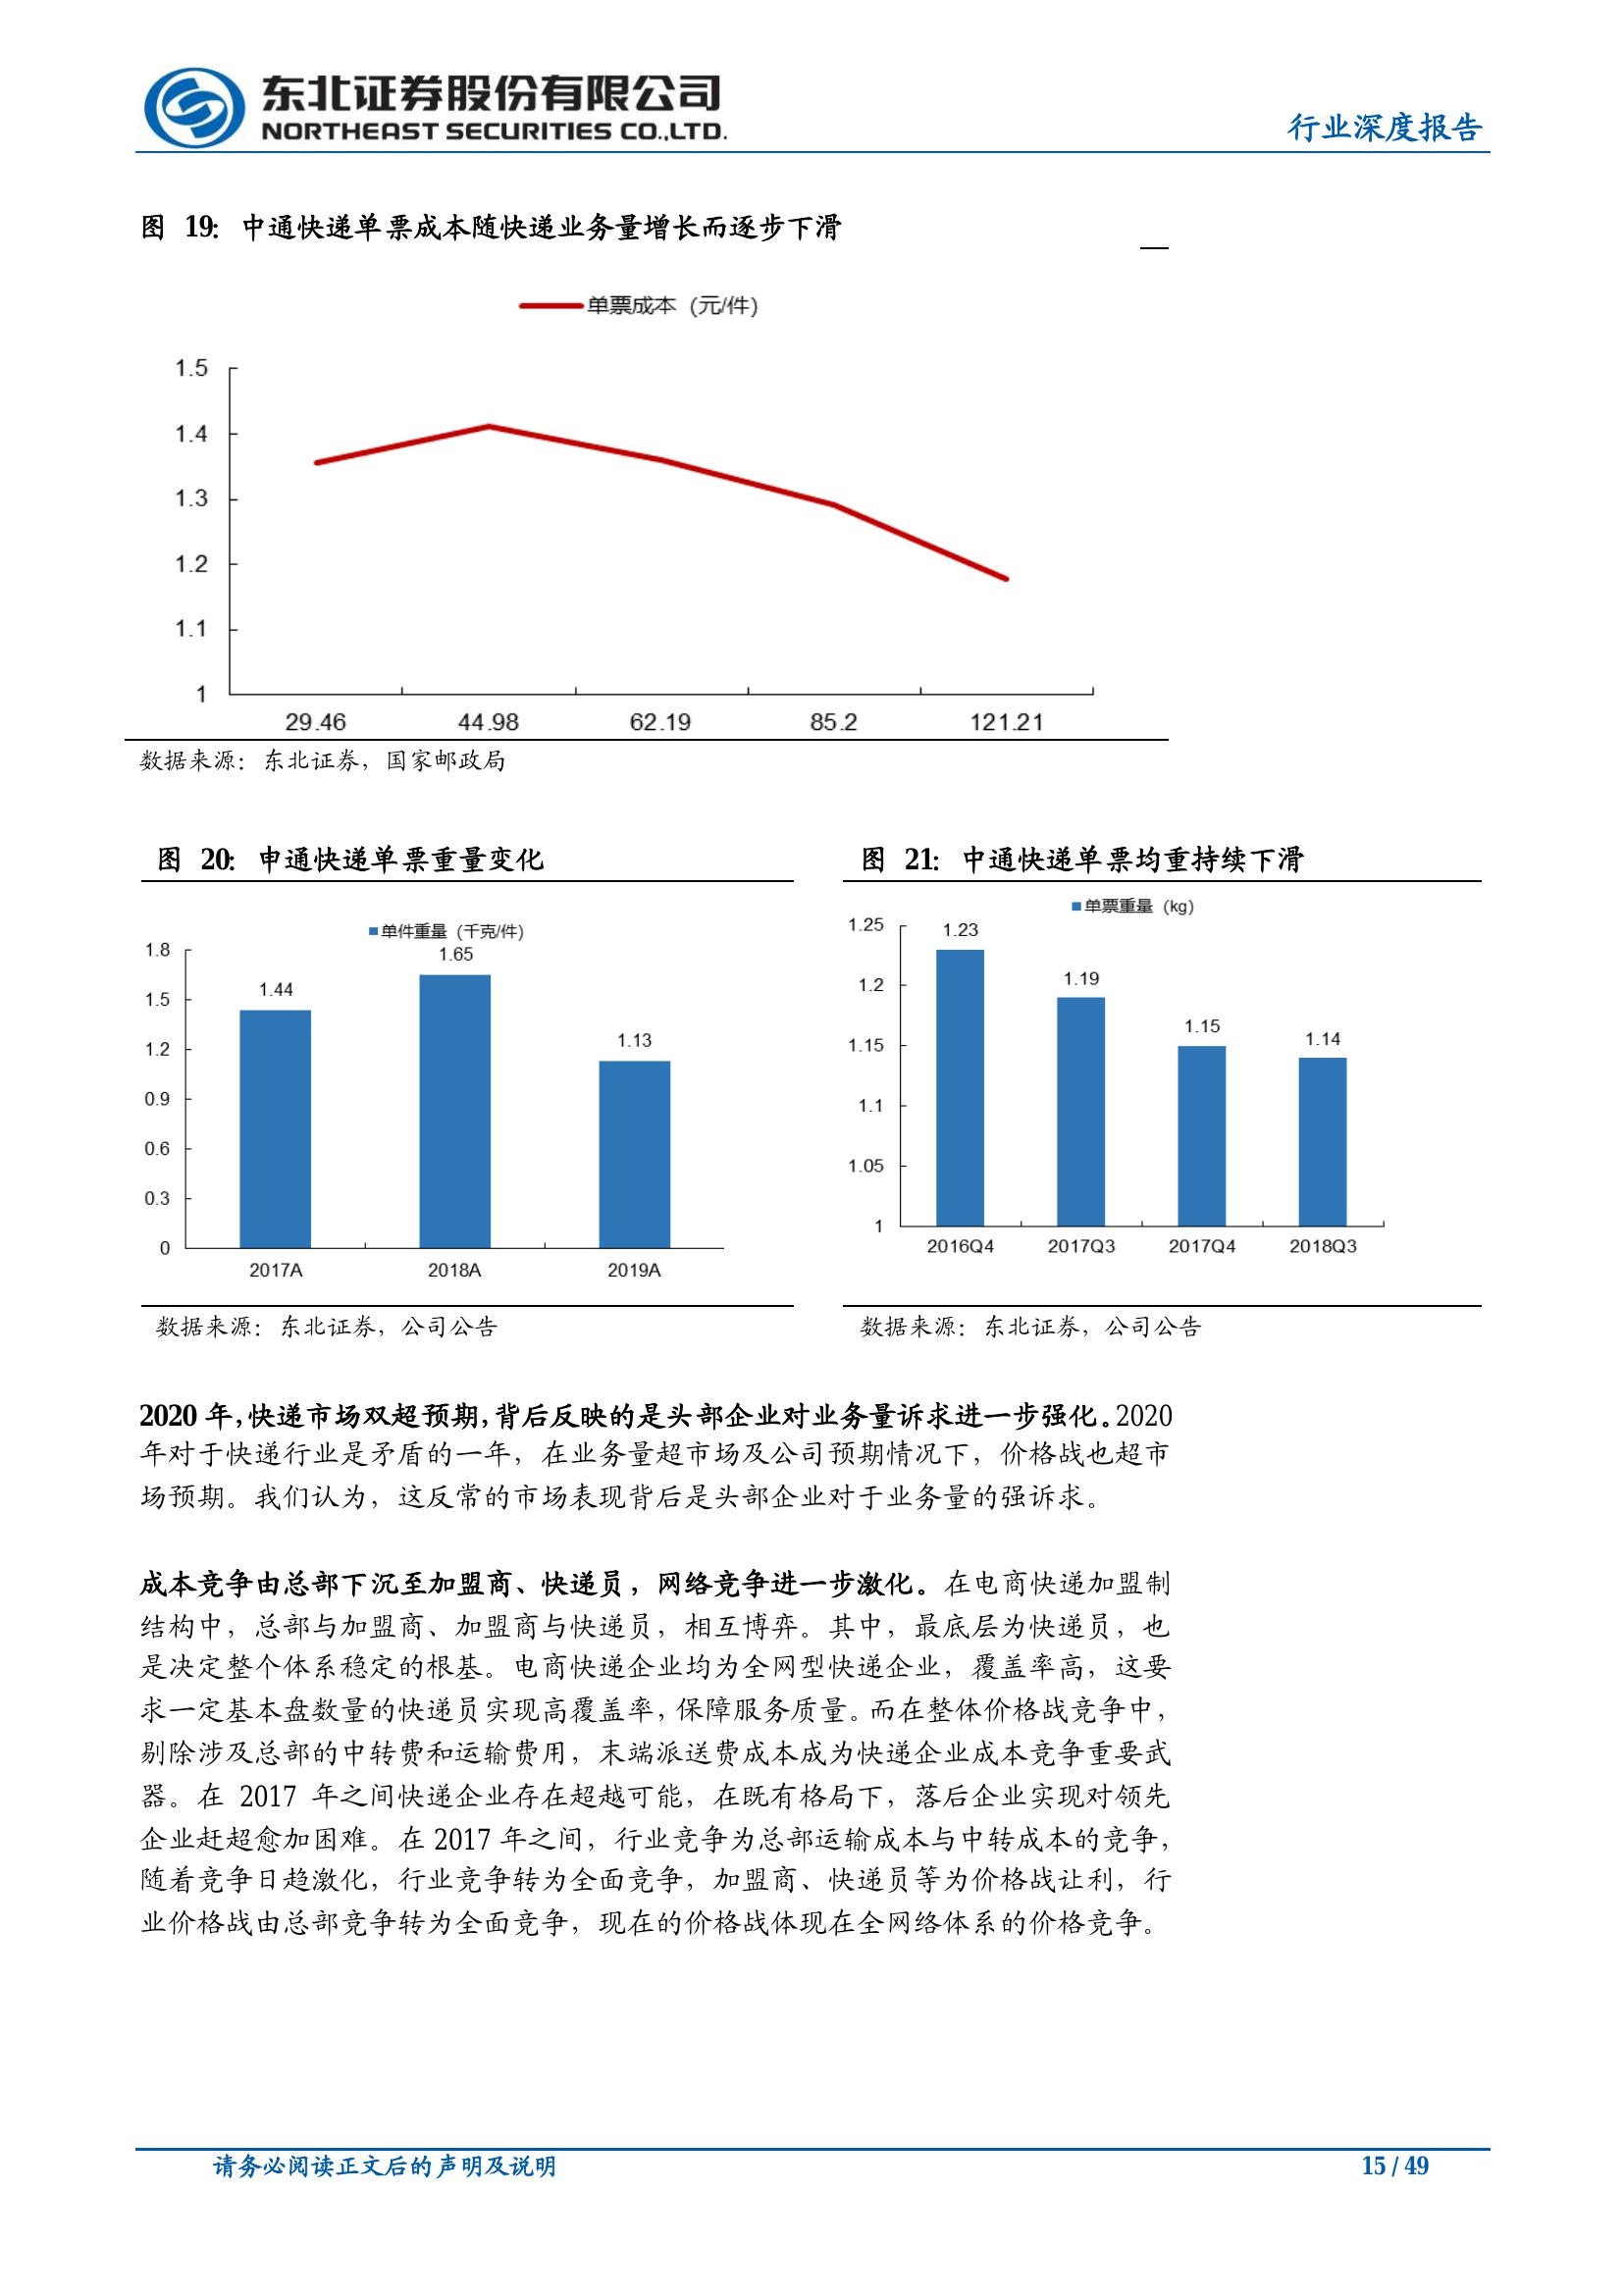 东北证券股份有限公司
NORTHEAST SECURITIES CO.,LTD.
行业深度报告
图 19: 中通快递单票成本随快递业务量增长而逐步下滑
单票成本 (元/件)
1.5
1.4
1.3
1.2
1.1
1
29.46 44.98 62.19 85.2 121.21
数据来源：东北证券，国家邮政局
图 20: 申通快递单票重量变化
单件重量 (千克/件)
1.8
1.5
1.2
0.9
0.6
0.3
0
1.44
1.65
1.13
2017A 2018A 2019A
数据来源：东北证券，公司公告
图 21: 中通快递单票均重持续下滑
单票重量 (kg)
1.25
1.2
1.15
1.1
1.05
1
1.23
1.19
1.15
1.14
2016Q4 2017Q3 2017Q4 2018Q3
数据来源：东北证券，公司公告
2020 年,快递市场双超预期,背后反映的是头部企业对业务量诉求进一步强化。2020
年对于快递行业是矛盾的一年，在业务量超市场及公司预期情况下，价格战也超市
场预期。我们认为，这反常的市场表现背后是头部企业对于业务量的强诉求。
成本竞争由总部下沉至加盟商、快递员，网络竞争进一步激化。在电商快递加盟制
结构中，总部与加盟商、加盟商与快递员，相互博弈。其中，最底层为快递员，也
是决定整个体系稳定的根基。电商快递企业均为全网型快递企业，覆盖率高，这要
求一定基本盘数量的快递员实现高覆盖率，保障服务质量。而在整体价格战竞争中，
剔除涉及总部的中转费和运输费用，末端派送费成本成为快递企业成本竞争重要武
器。在 2017 年之间快递企业存在超越可能，在既有格局下，落后企业实现对领先
企业赶超愈加困难。在 2017 年之间，行业竞争为总部运输成本与中转成本的竞争，
随着竞争日趋激化，行业竞争转为全面竞争，加盟商、快递员等为价格战让利，行
业价格战由总部竞争转为全面竞争，现在的价格战体现在全网络体系的价格竞争。
请务必阅读正文后的声明及说明
15 / 49